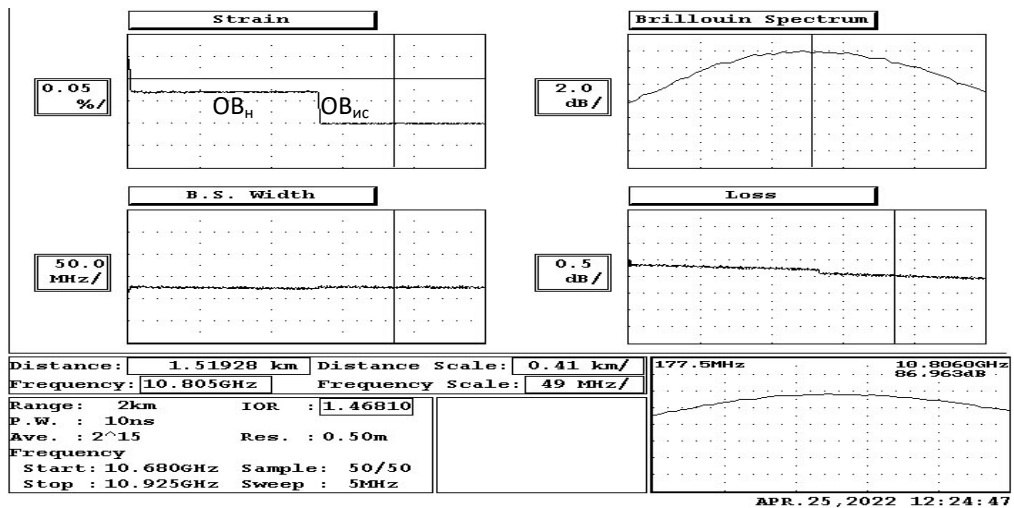 Strain
Brillouin Spectrum
0.05
%/
ОВн
ОВис
2.0
dB/
B.S. Width
Loss
50.0
MHz/
0.5
dB/
Distance: 1.51928 km Distance Scale: 0.41 km/
Frequency: 10.805GHz Frequency Scale: 49 MHz/
Range: 2km IOR : 1.46810
P.W. : 10ns
Ave. : 2^15 Res. : 0.50m
Frequency
Start: 10.680GHz Sample: 50/50
Stop : 10.925GHz Sweep : 5MHz
177.5MHz 10.8060GHz
86.963dB
APR.25,2022 12:24:47